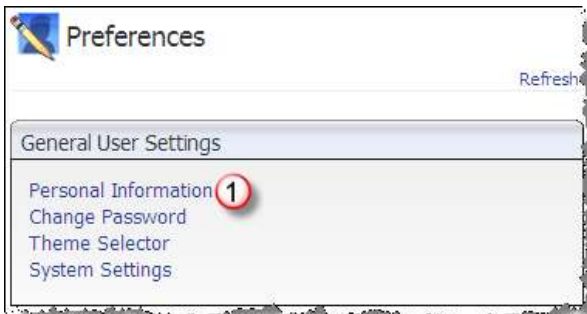 Preferences
Refresh
General User Settings
Personal Information 1
Change Password
Theme Selector
System Settings